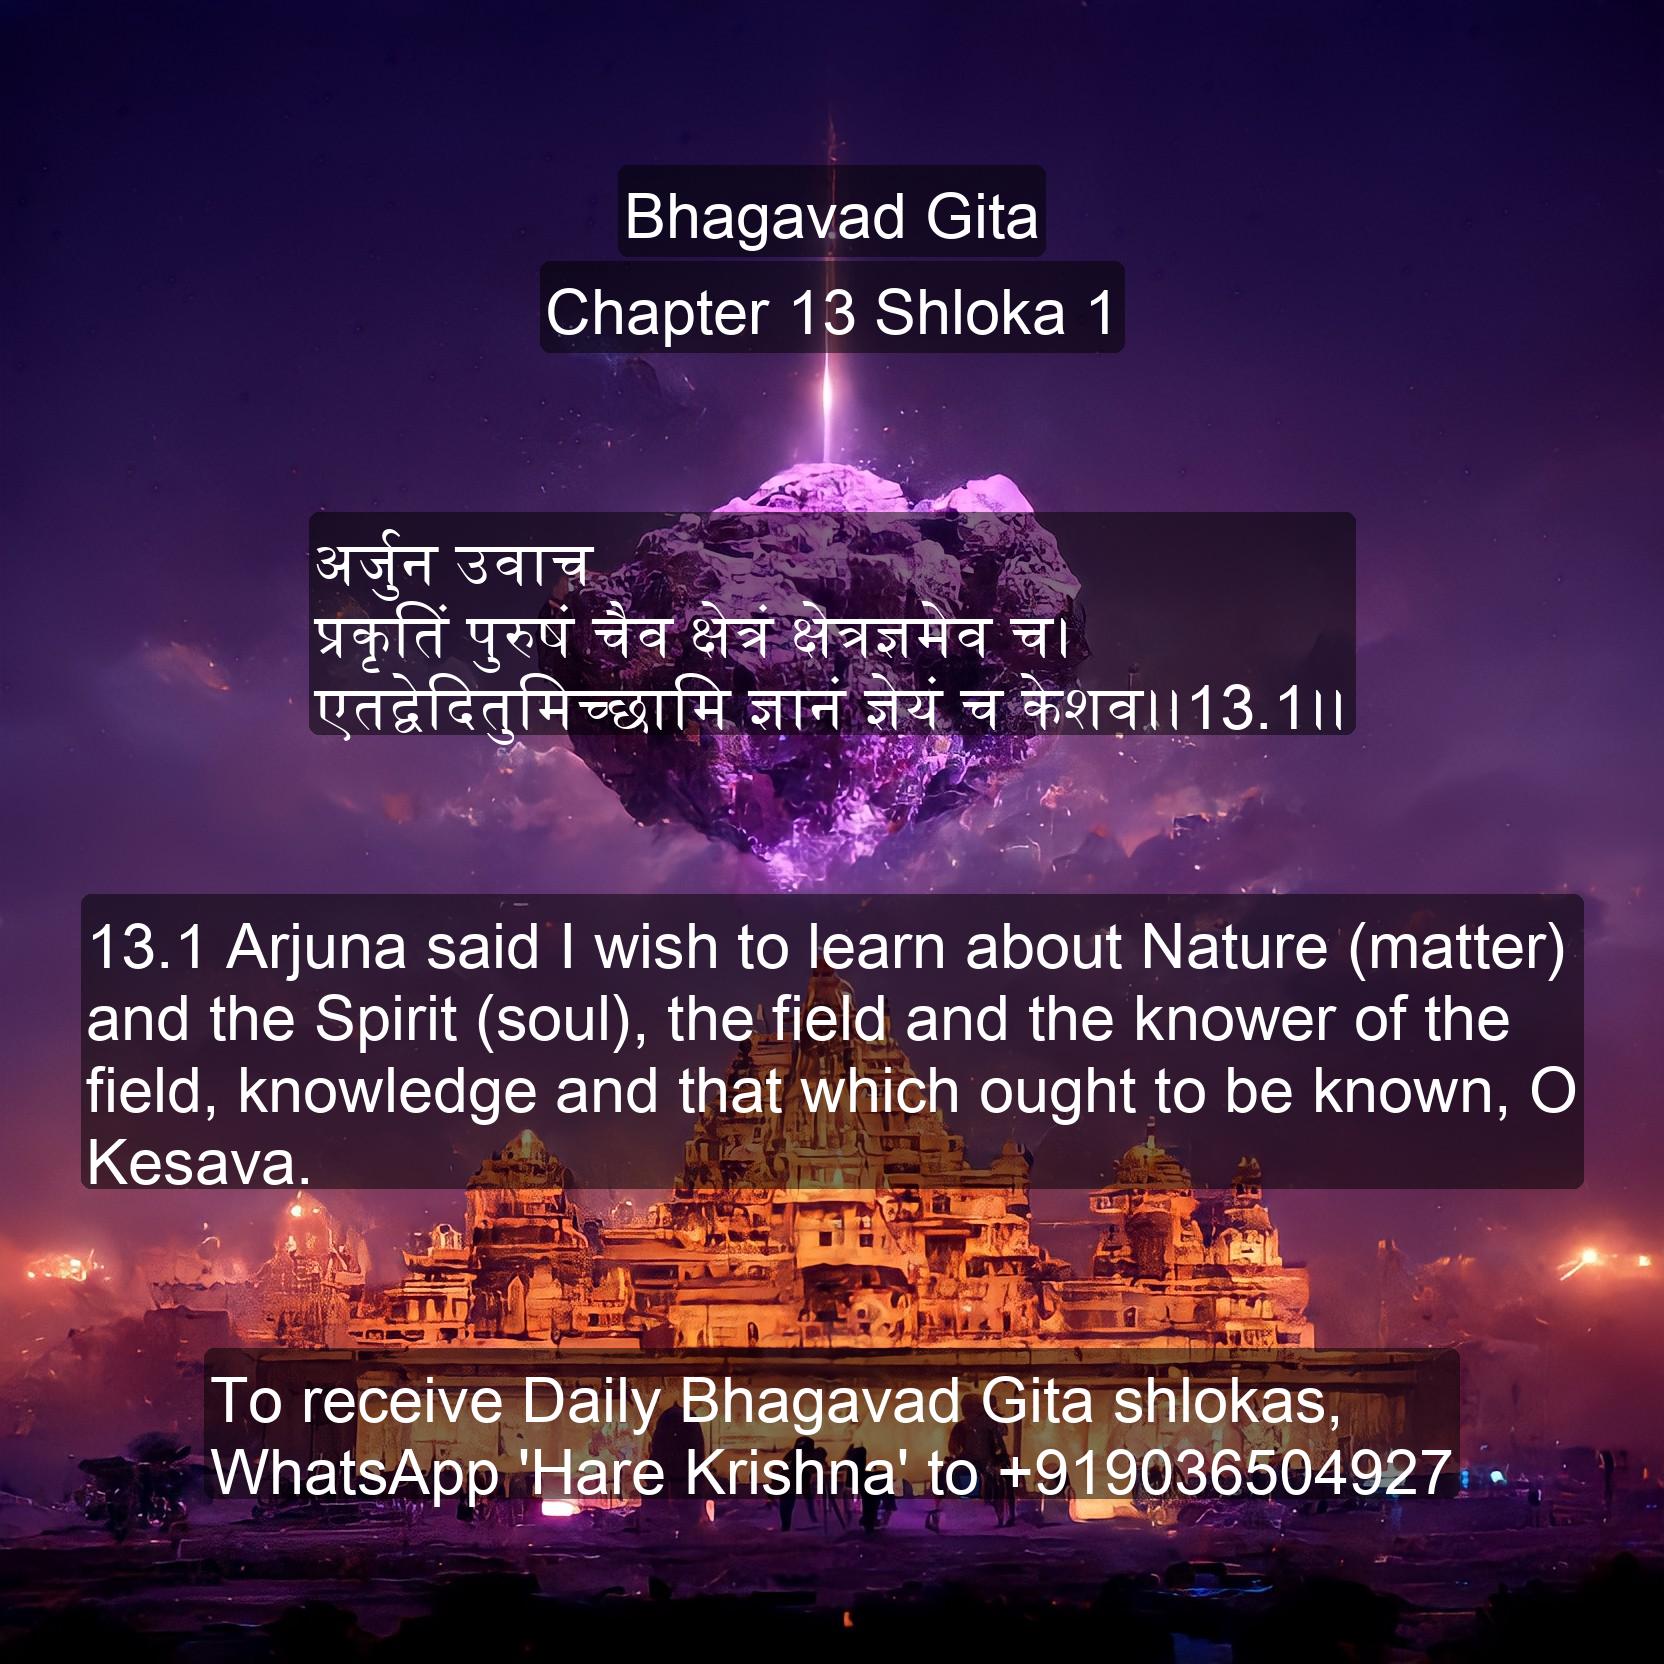 Bhagavad Gita
Chapter 13 Shloka 1
अर्जुन उवाच
प्रकृतिं पुरुषं चैव क्षेत्रं क्षेत्रज्ञमेव च।
एतद्वेदितुमिच्छामि ज्ञानं ज्ञेयं च केशव।।13.1।।
13.1 Arjuna said I wish to learn about Nature (matter)
and the Spirit (soul), the field and the knower of the
field, knowledge and that which ought to be known, O
Kesava.
To receive Daily Bhagavad Gita shlokas,
WhatsApp 'Hare Krishna' to +919036504927